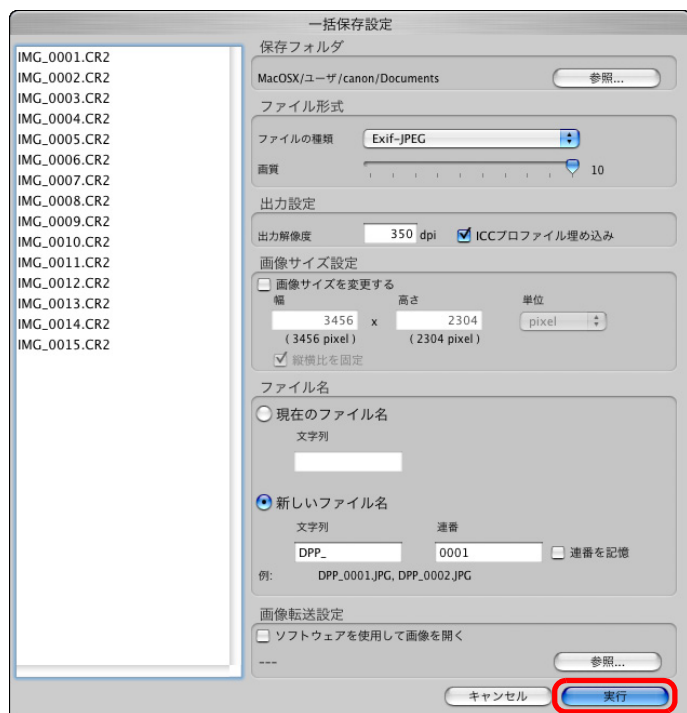 一括保存設定
IMG_0001.CR2
IMG_0002.CR2
IMG_0003.CR2
IMG_0004.CR2
IMG_0005.CR2
IMG_0006.CR2
IMG_0007.CR2
IMG_0008.CR2
IMG_0009.CR2
IMG_0010.CR2
IMG_0011.CR2
IMG_0012.CR2
IMG_0013.CR2
IMG_0014.CR2
IMG_0015.CR2
保存フォルダ
MacOSX/ユーザ/canon/Documents 参照...
ファイル形式
ファイルの種類 Exif-JPEG
画質 10
出力設定
出力解像度 350 dpi ICCプロファイル埋め込み
画像サイズ設定
画像サイズを変更する
幅 高さ 単位
3456 x 2304 pixel
(3456 pixel) (2304 pixel)
縦横比を固定
ファイル名
現在のファイル名
文字列
新しいファイル名
文字列 連番
DPP_ 0001 連番を記憶
例: DPP_0001.JPG, DPP_0002.JPG
画像転送設定
ソフトウェアを使用して画像を開く
--- 参照...
キャンセル 実行